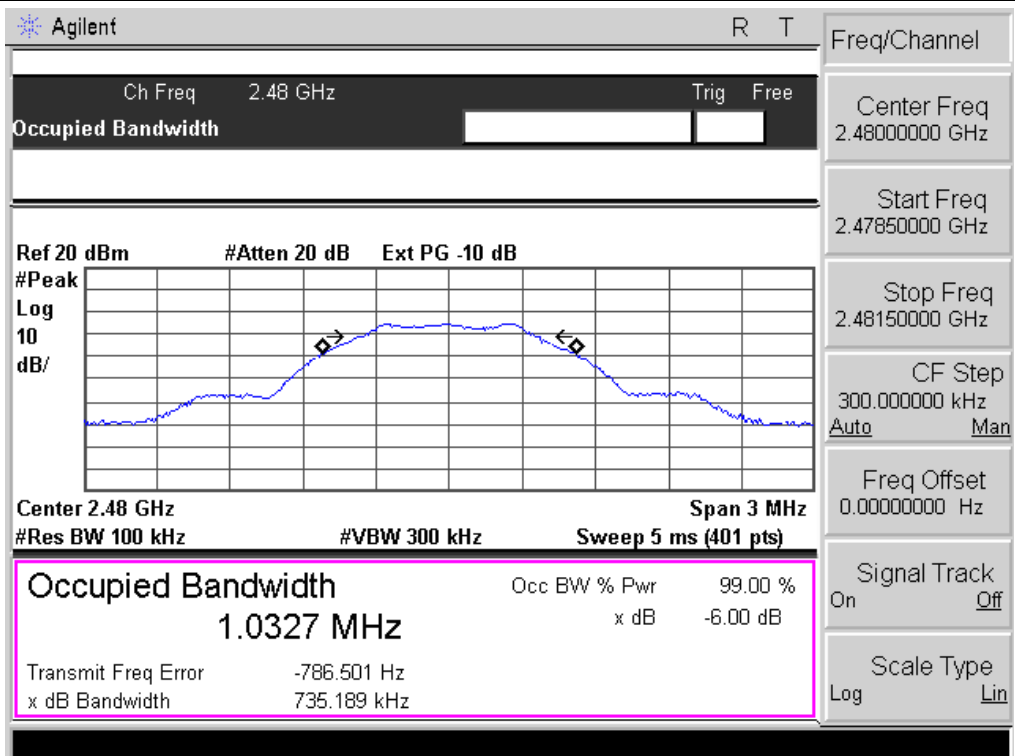 Agilent R T
Ch Freq 2.48 GHz Trig Free
Occupied Bandwidth
Ref 20 dBm #Atten 20 dB Ext PG -10 dB
#Peak
Log
10
dB/
Center 2.48 GHz Span 3 MHz
#Res BW 100 kHz #VBW 300 kHz Sweep 5 ms (401 pts)
Occupied Bandwidth Occ BW % Pwr 99.00 %
1.0327 MHz x dB -6.00 dB
Transmit Freq Error -786.501 Hz
x dB Bandwidth 735.189 kHz
Freq/Channel
Center Freq
2.48000000 GHz
Start Freq
2.47850000 GHz
Stop Freq
2.48150000 GHz
CF Step
300.000000 kHz
Auto Man
Freq Offset
0.00000000 Hz
Signal Track
On Off
Scale Type
Log Lin